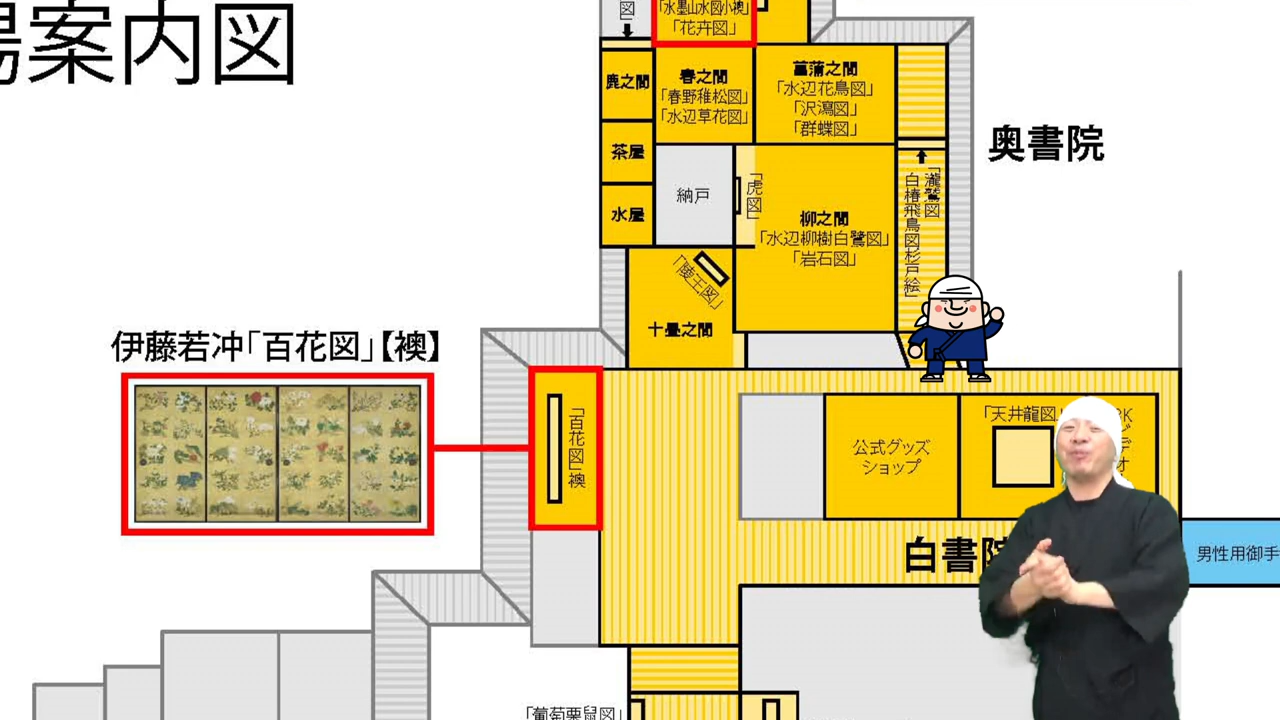 場案内図
図」
「水墨山水図小襖」
「花卉図」
鹿之間
春之間
「春野稚松図」
「水辺草花図」
菖蒲之間
「水辺花鳥図」
「沢瀉図」
「群蝶図」
奥書院
茶屋
納戸
「虎図」
水屋
柳之間
「水辺柳樹白鷺図」
「岩石図」
「瀧鷺図
白椿飛鳥図杉戸絵」
「陵王図」
十畳之間
伊藤若冲「百花図」【襖】
「百花図」襖
公式グッズ
ショップ
「天井龍図」
白書院
男性用御手
「葡萄栗鼠図」